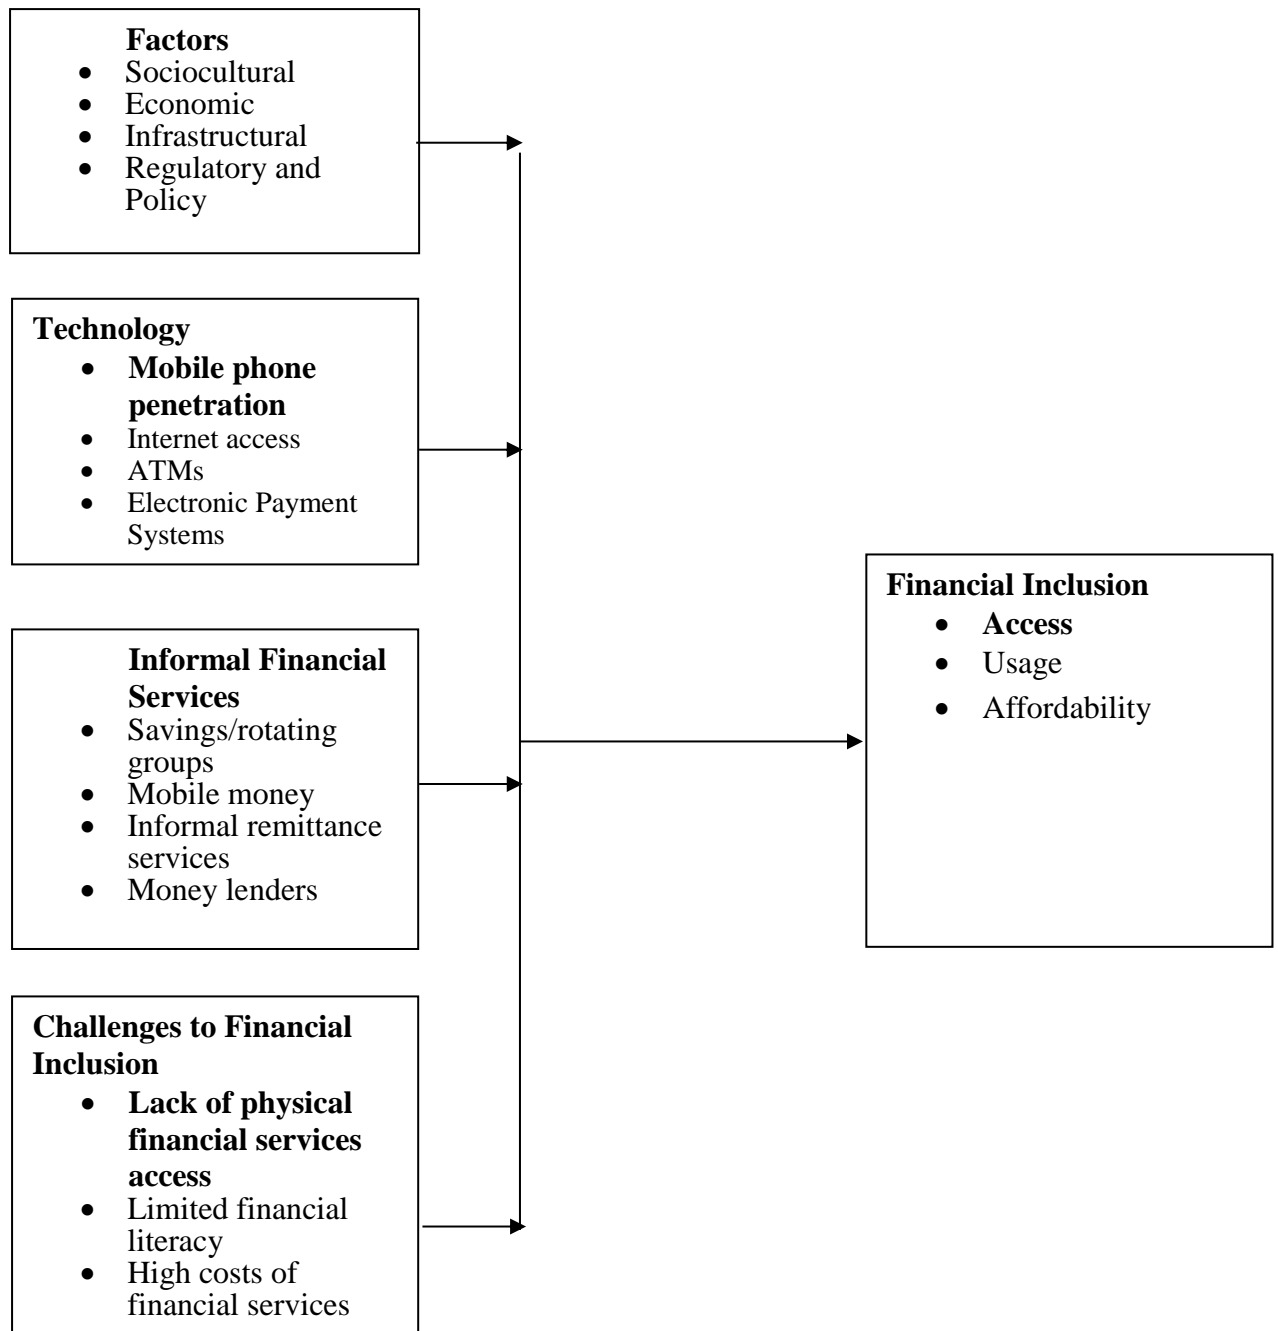 Factors
• Sociocultural
• Economic
• Infrastructural
• Regulatory and
Policy
Technology
• Mobile phone
penetration
• Internet access
• ATMs
• Electronic Payment
Systems
Informal Financial
Services
• Savings/rotating
groups
• Mobile money
• Informal remittance
services
• Money lenders
Challenges to Financial
Inclusion
• Lack of physical
financial services
access
• Limited financial
literacy
• High costs of
financial services
Financial Inclusion
• Access
• Usage
• Affordability